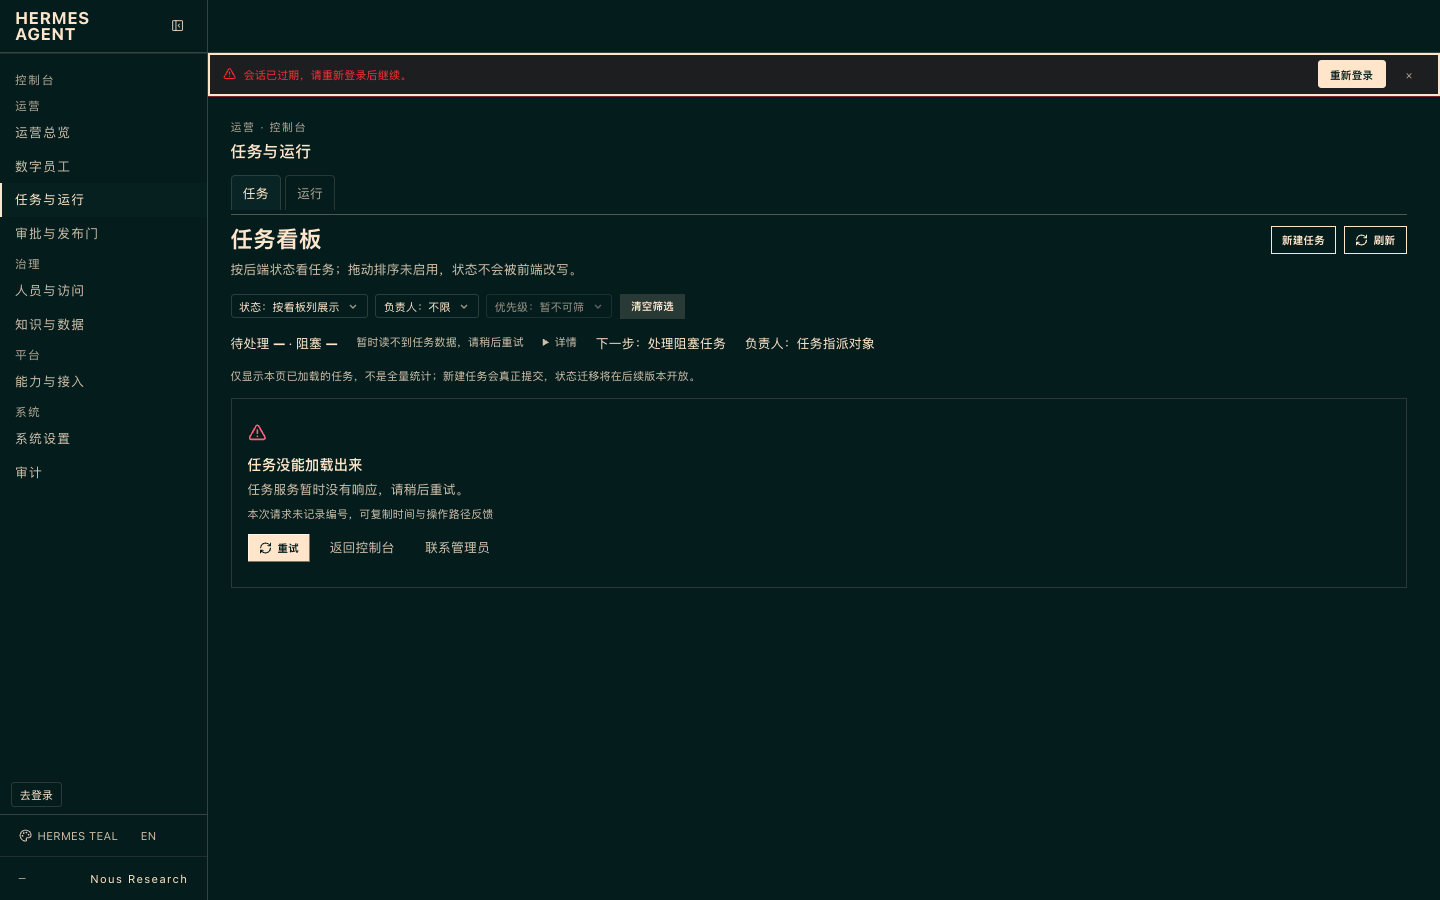 HERMES
AGENT
控制台
运营
运营总览
数字员工
任务与运行
审批与发布门
治理
人员与访问
知识与数据
平台
能力与接入
系统
系统设置
审计
去登录
HERMES TEAL EN
— Nous Research
会话已过期，请重新登录后继续。 重新登录 ×
运营 · 控制台
任务与运行
任务 运行
任务看板
新建任务 刷新
按后端状态看任务；拖动排序未启用，状态不会被前端改写。
状态：按看板列展示 负责人：不限 优先级：暂不可筛 清空筛选
待处理 — · 阻塞 — 暂时读不到任务数据，请稍后重试 ▶ 详情 下一步：处理阻塞任务 负责人：任务指派对象
仅显示本页已加载的任务，不是全量统计；新建任务会真正提交，状态迁移将在后续版本开放。
任务没能加载出来
任务服务暂时没有响应，请稍后重试。
本次请求未记录编号，可复制时间与操作路径反馈
重试 返回控制台 联系管理员